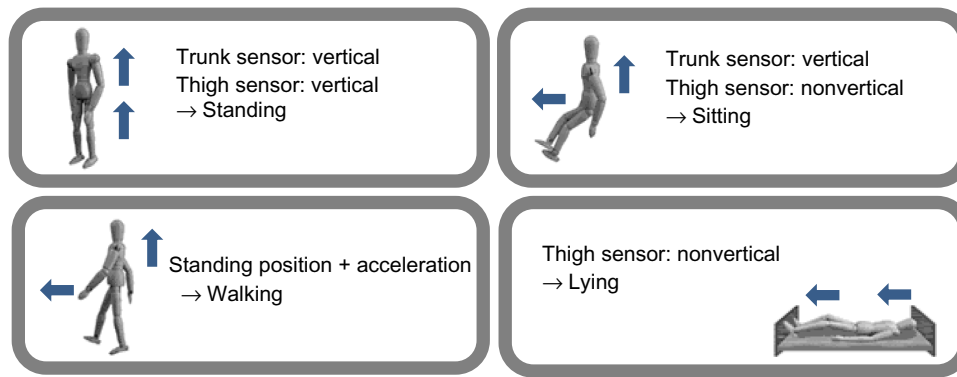 Trunk sensor: vertical
Thigh sensor: vertical
→ Standing
Trunk sensor: vertical
Thigh sensor: nonvertical
→ Sitting
Standing position + acceleration
→ Walking
Thigh sensor: nonvertical
→ Lying